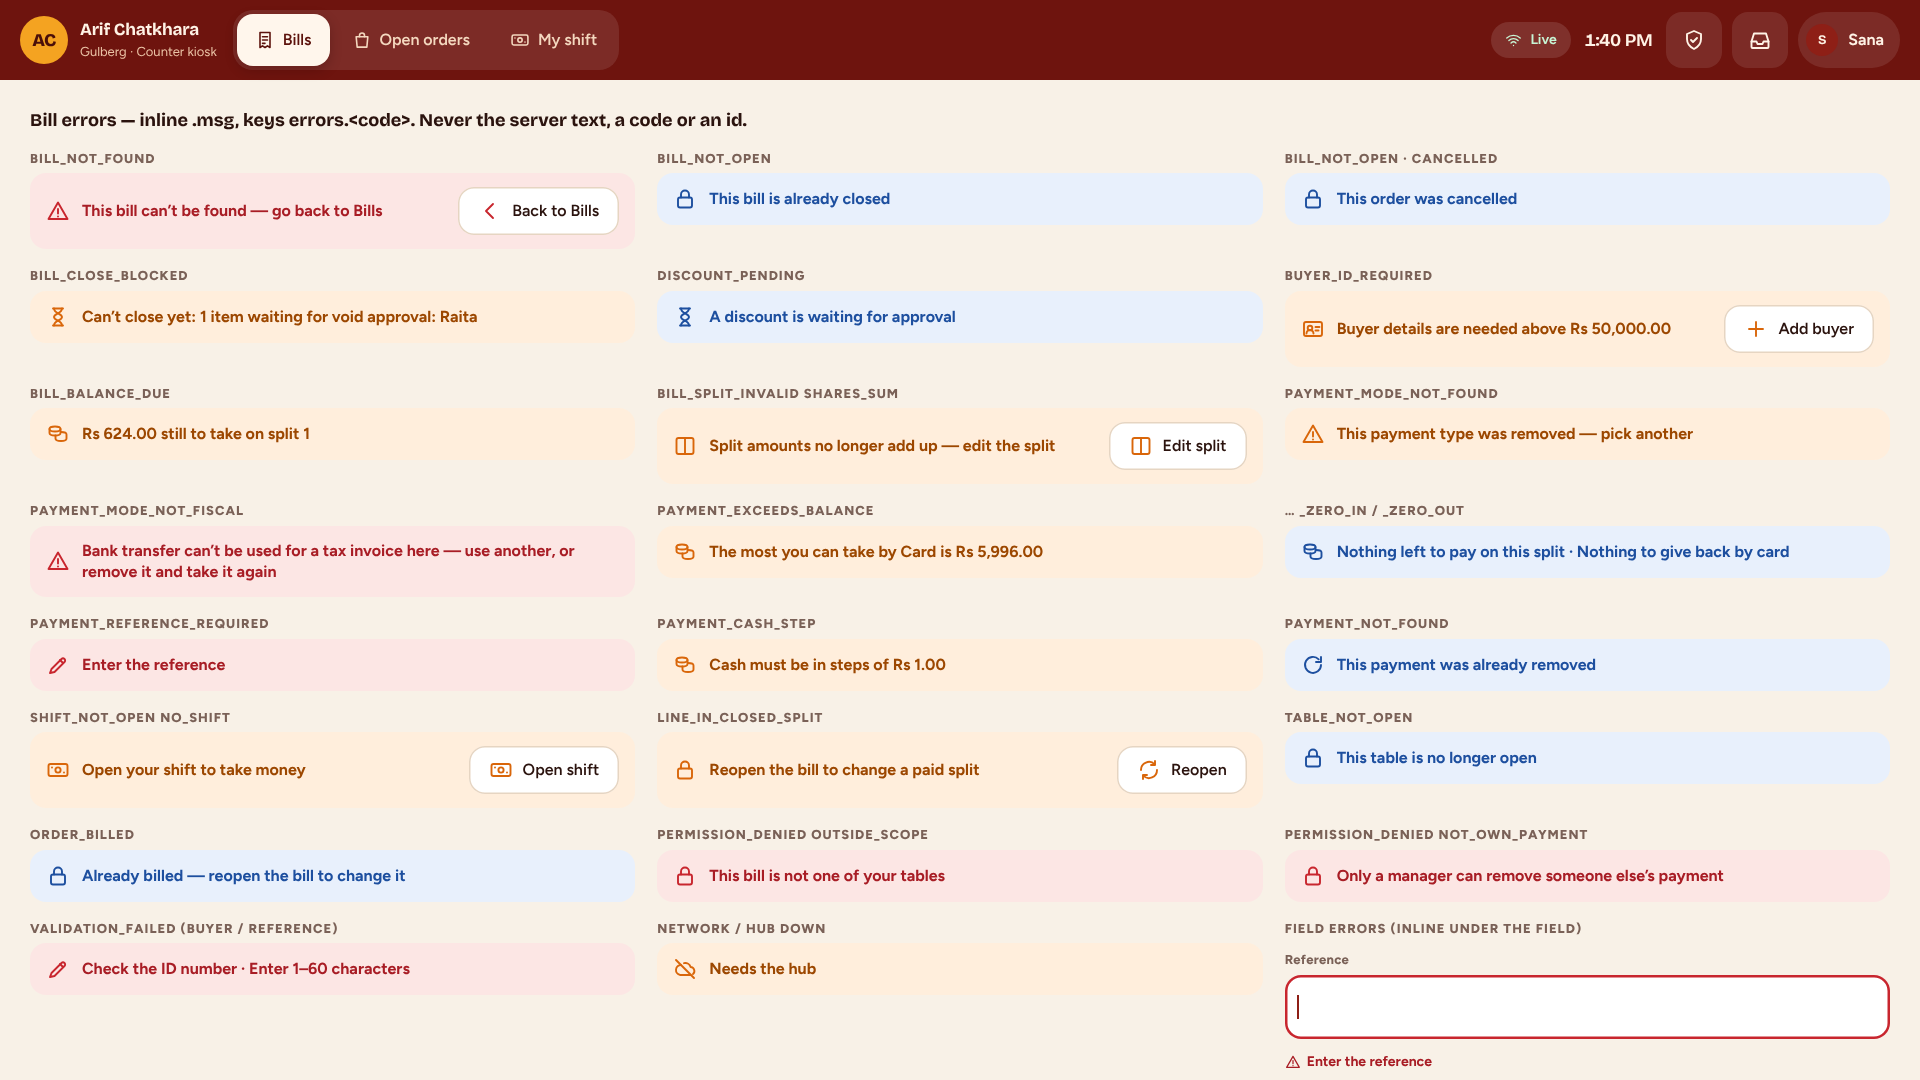 AC
Arif Chatkhara
Gulberg · Counter kiosk
Bills
Open orders
My shift
Live
1:40 PM
S
Sana
Bill errors — inline .msg, keys errors.<code>. Never the server text, a code or an id.
BILL_NOT_FOUND
This bill can’t be found — go back to Bills
Back to Bills
BILL_NOT_OPEN
This bill is already closed
BILL_NOT_OPEN · CANCELLED
This order was cancelled
BILL_CLOSE_BLOCKED
Can’t close yet: 1 item waiting for void approval: Raita
DISCOUNT_PENDING
A discount is waiting for approval
BUYER_ID_REQUIRED
Buyer details are needed above Rs 50,000.00
Add buyer
BILL_BALANCE_DUE
Rs 624.00 still to take on split 1
BILL_SPLIT_INVALID SHARES_SUM
Split amounts no longer add up — edit the split
Edit split
PAYMENT_MODE_NOT_FOUND
This payment type was removed — pick another
PAYMENT_MODE_NOT_FISCAL
Bank transfer can’t be used for a tax invoice here — use another, or
remove it and take it again
PAYMENT_EXCEEDS_BALANCE
The most you can take by Card is Rs 5,996.00
… _ZERO_IN / _ZERO_OUT
Nothing left to pay on this split · Nothing to give back by card
PAYMENT_REFERENCE_REQUIRED
Enter the reference
PAYMENT_CASH_STEP
Cash must be in steps of Rs 1.00
PAYMENT_NOT_FOUND
This payment was already removed
SHIFT_NOT_OPEN NO_SHIFT
Open your shift to take money
Open shift
LINE_IN_CLOSED_SPLIT
Reopen the bill to change a paid split
Reopen
TABLE_NOT_OPEN
This table is no longer open
ORDER_BILLED
Already billed — reopen the bill to change it
PERMISSION_DENIED OUTSIDE_SCOPE
This bill is not one of your tables
PERMISSION_DENIED NOT_OWN_PAYMENT
Only a manager can remove someone else’s payment
VALIDATION_FAILED (BUYER / REFERENCE)
Check the ID number · Enter 1–60 characters
NETWORK / HUB DOWN
Needs the hub
FIELD ERRORS (INLINE UNDER THE FIELD)
Reference
Enter the reference